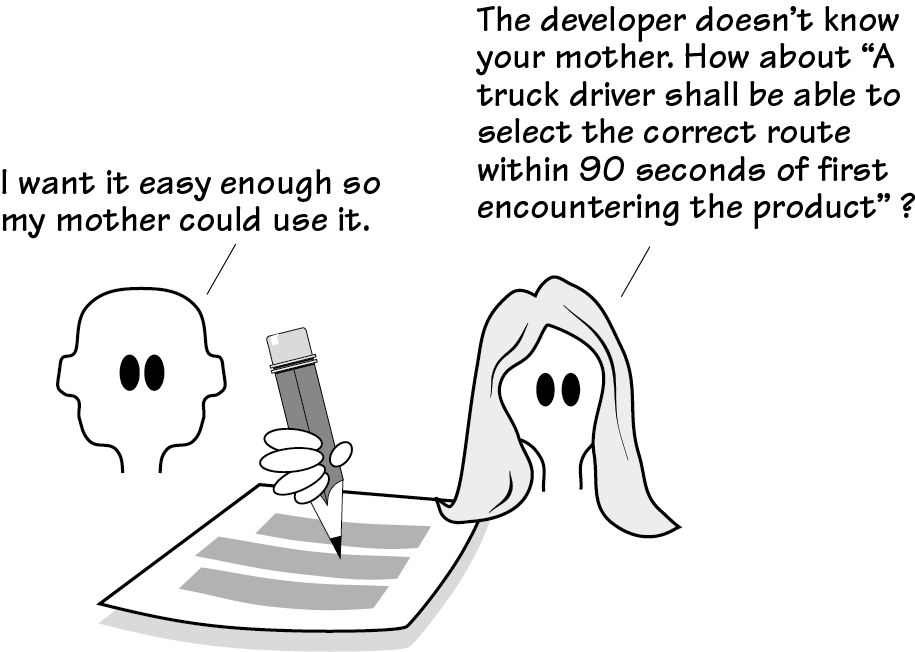 I want it easy enough so
my mother could use it.
The developer doesn't know
your mother. How about “A
truck driver shall be able to
select the correct route
within 90 seconds of first
encountering the product” ?